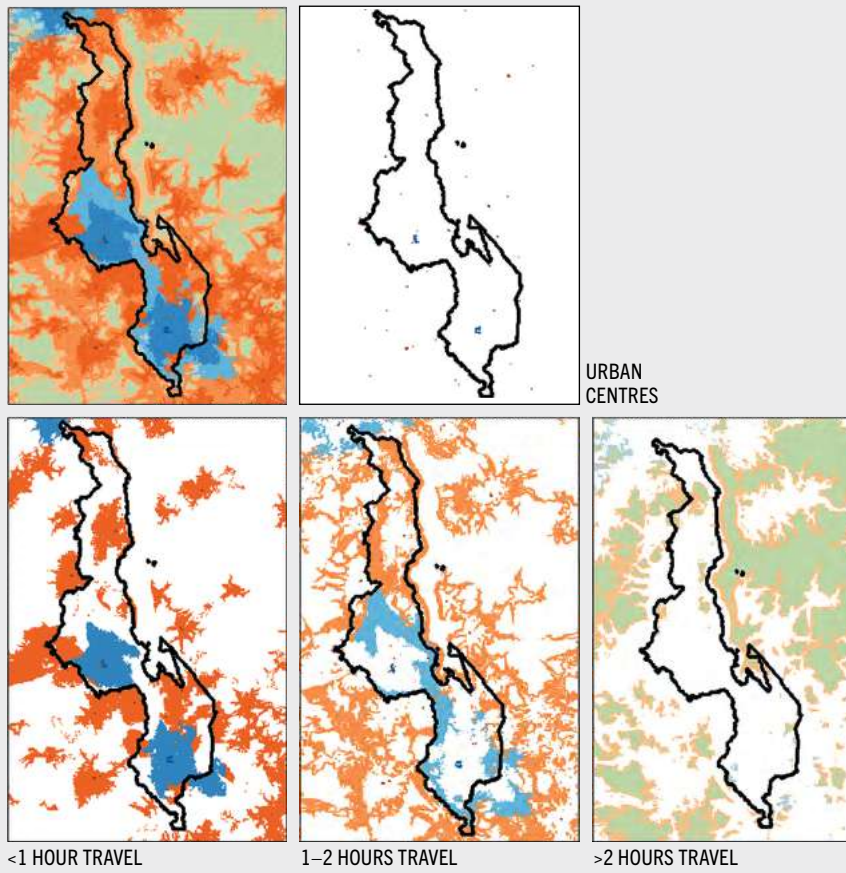 URBAN
CENTRES
<1 HOUR TRAVEL
1–2 HOURS TRAVEL
>2 HOURS TRAVEL